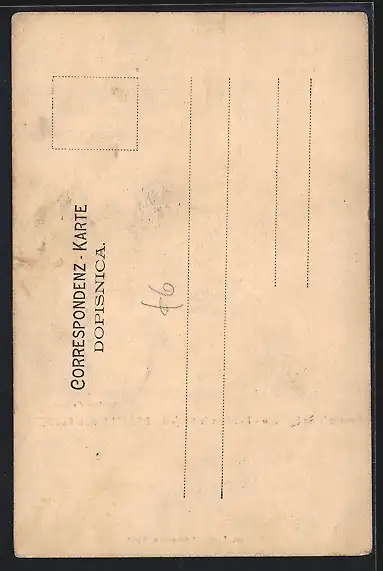 CORRESPONDENZ - KARTE
DOPISNICA.
46